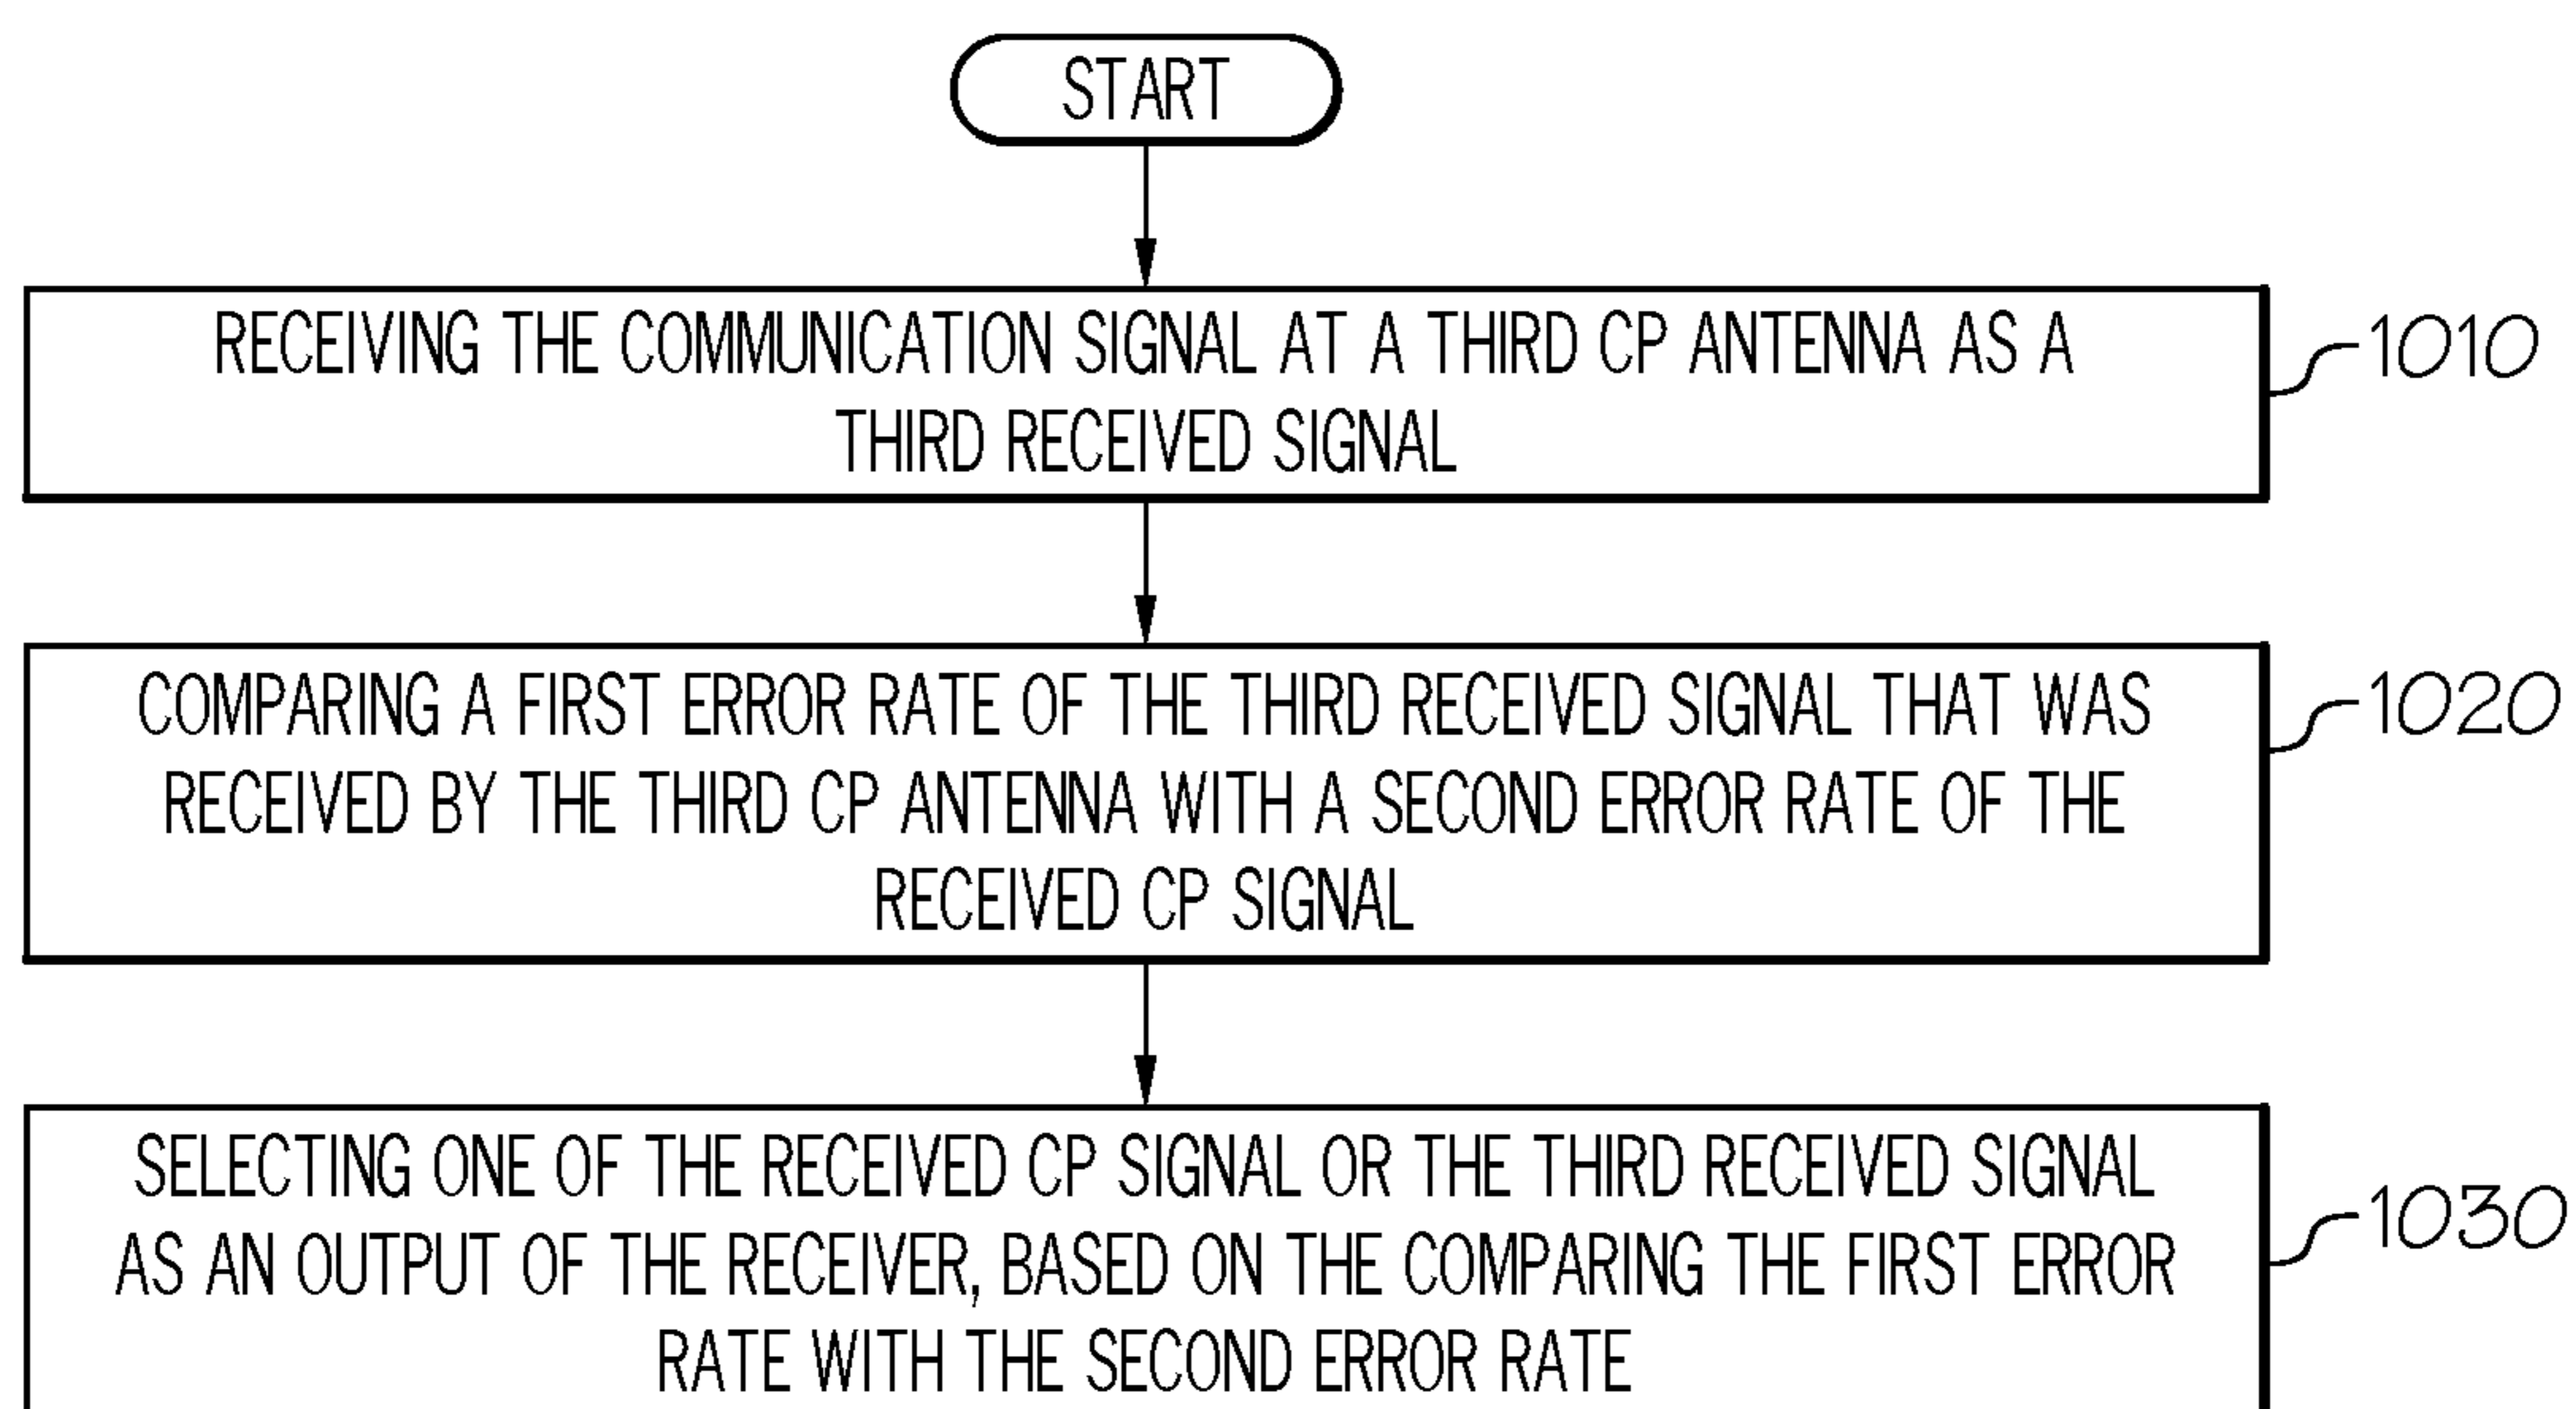 START
RECEIVING THE COMMUNICATION SIGNAL AT A THIRD CP ANTENNA AS A
THIRD RECEIVED SIGNAL
1010
COMPARING A FIRST ERROR RATE OF THE THIRD RECEIVED SIGNAL THAT WAS
RECEIVED BY THE THIRD CP ANTENNA WITH A SECOND ERROR RATE OF THE
RECEIVED CP SIGNAL
1020
SELECTING ONE OF THE RECEIVED CP SIGNAL OR THE THIRD RECEIVED SIGNAL
AS AN OUTPUT OF THE RECEIVER, BASED ON THE COMPARING THE FIRST ERROR
RATE WITH THE SECOND ERROR RATE
1030